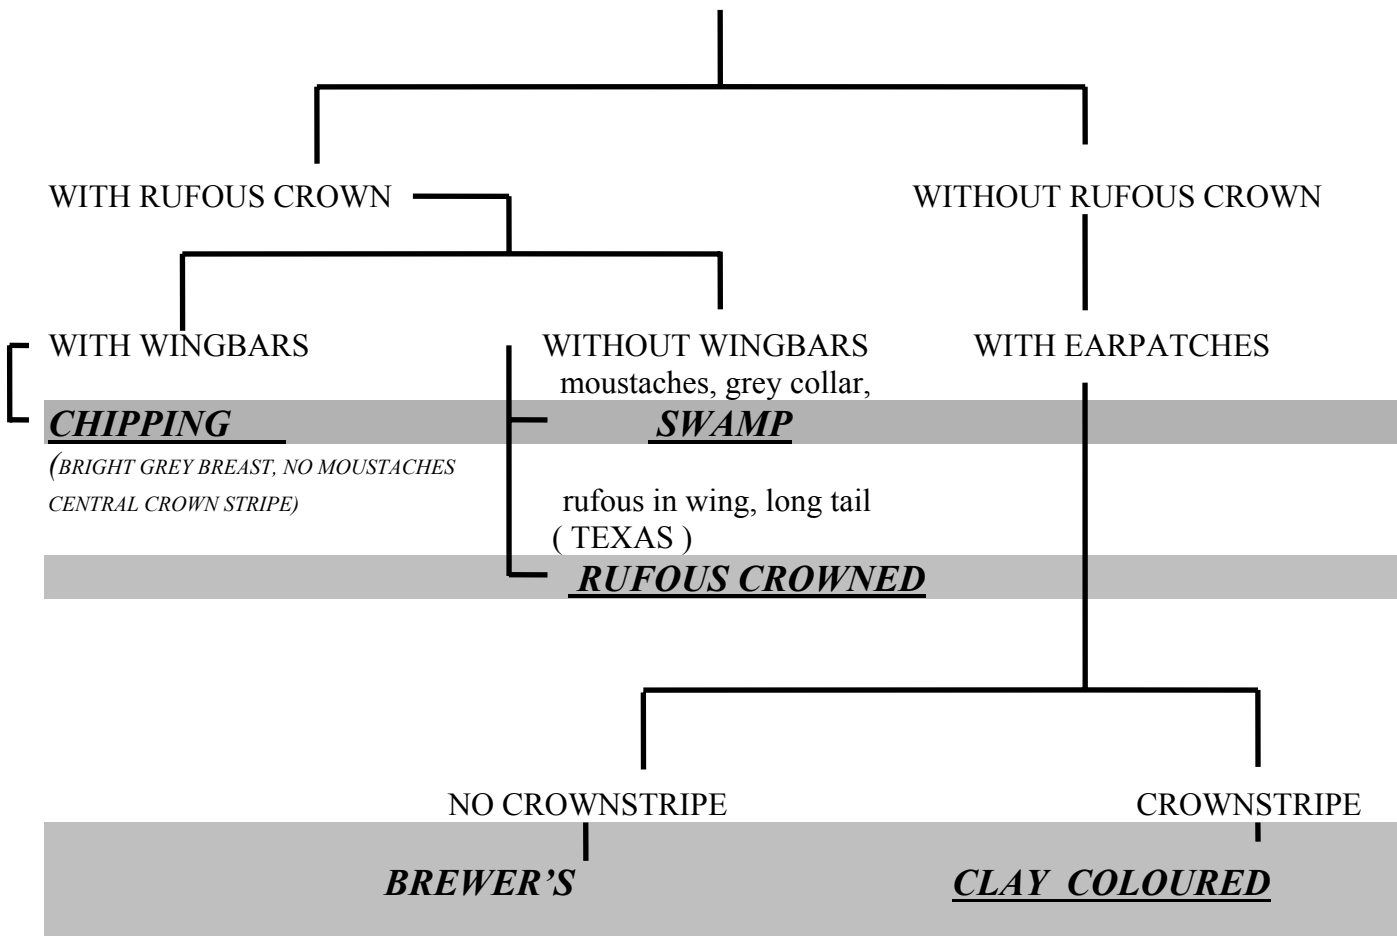 WITH RUFOUS CROWN
WITHOUT RUFOUS CROWN
WITH WINGBARS
WITHOUT WINGBARS
WITH EARPATCHES
moustaches, grey collar,
CHIPPING
SWAMP
(BRIGHT GREY BREAST, NO MOUSTACHES
CENTRAL CROWN STRIPE)
rufous in wing, long tail
( TEXAS )
RUFOUS CROWNED
NO CROWNSTRIPE
CROWNSTRIPE
BREWER’S
CLAY COLOURED